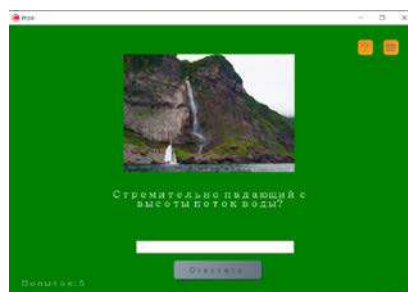 Стремительно падающий с
высоты поток воды?
Ответить
Попыток: 5